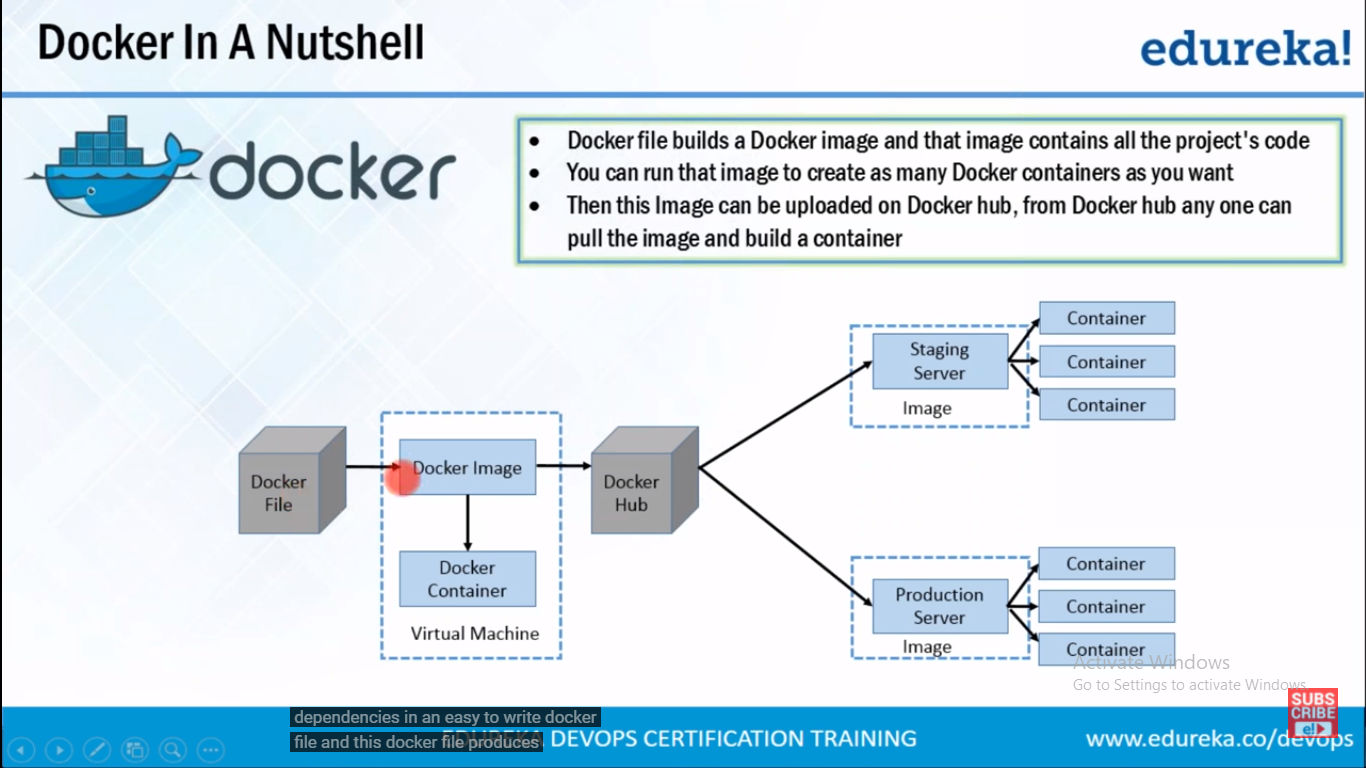 Docker In A Nutshell
edureka!
docker
• Docker file builds a Docker image and that image contains all the project's code
• You can run that image to create as many Docker containers as you want
• Then this Image can be uploaded on Docker hub, from Docker hub any one can
pull the image and build a container
Docker
File
Docker Image
Docker
Container
Virtual Machine
Docker
Hub
Staging
Server
Image
Container
Container
Container
Production
Server
Image
Container
Container
Container
Activate Windows
Go to Settings to activate Windows.
SUBS
CRIBE
e!
dependencies in an easy to write docker
file and this docker file produces
DEVOPS CERTIFICATION TRAINING
www.edureka.co/devops